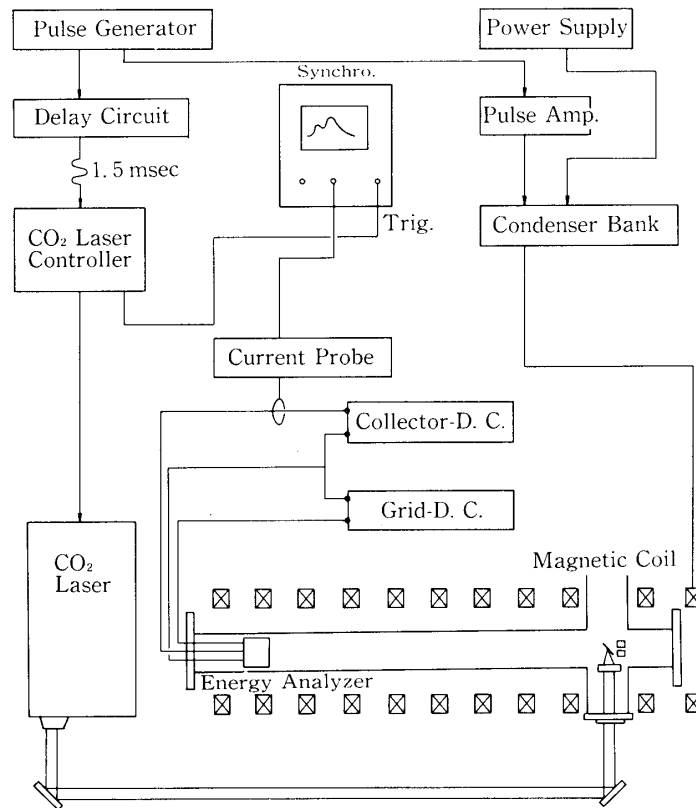 Pulse Generator
Power Supply
Synchro.
Delay Circuit
Pulse Amp.
1.5 msec
CO₂ Laser
Controller
Trig.
Condenser Bank
Current Probe
Collector-D. C.
Grid-D. C.
CO₂
Laser
Magnetic Coil
Energy Analyzer